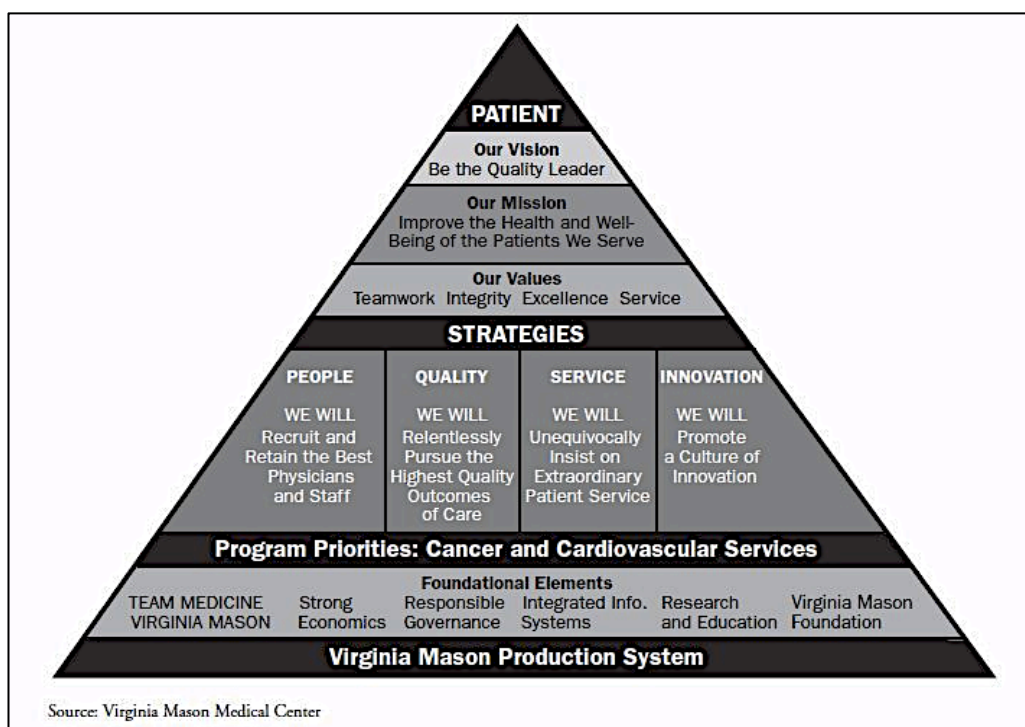 PATIENT
Our Vision
Be the Quality Leader
Our Mission
Improve the Health and Well-
Being of the Patients We Serve
Our Values
Teamwork Integrity Excellence Service
STRATEGIES
PEOPLE
WE WILL
Recruit and
Retain the Best
Physicians
and Staff
QUALITY
WE WILL
Relentlessly
Pursue the
Highest Quality
Outcomes
of Care
SERVICE
WE WILL
Unequivocally
Insist on
Extraordinary
Patient Service
INNOVATION
WE WILL
Promote
a Culture of
Innovation
Program Priorities: Cancer and Cardiovascular Services
Foundational Elements
TEAM MEDICINE
VIRGINIA MASON
Strong
Economics
Responsible
Governance
Integrated Info.
Systems
Research
and Education
Virginia Mason
Foundation
Virginia Mason Production System
Source: Virginia Mason Medical Center